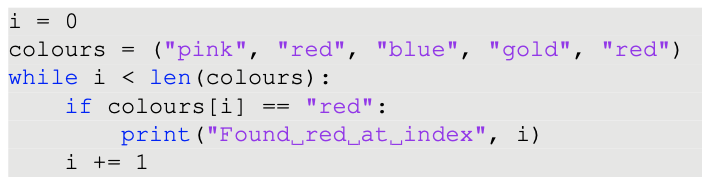 i = 0
colours = ("pink", "red", "blue", "gold", "red")
while i < len(colours):
    if colours[i] == "red":
        print("Found␣red␣at␣index", i)
    i += 1